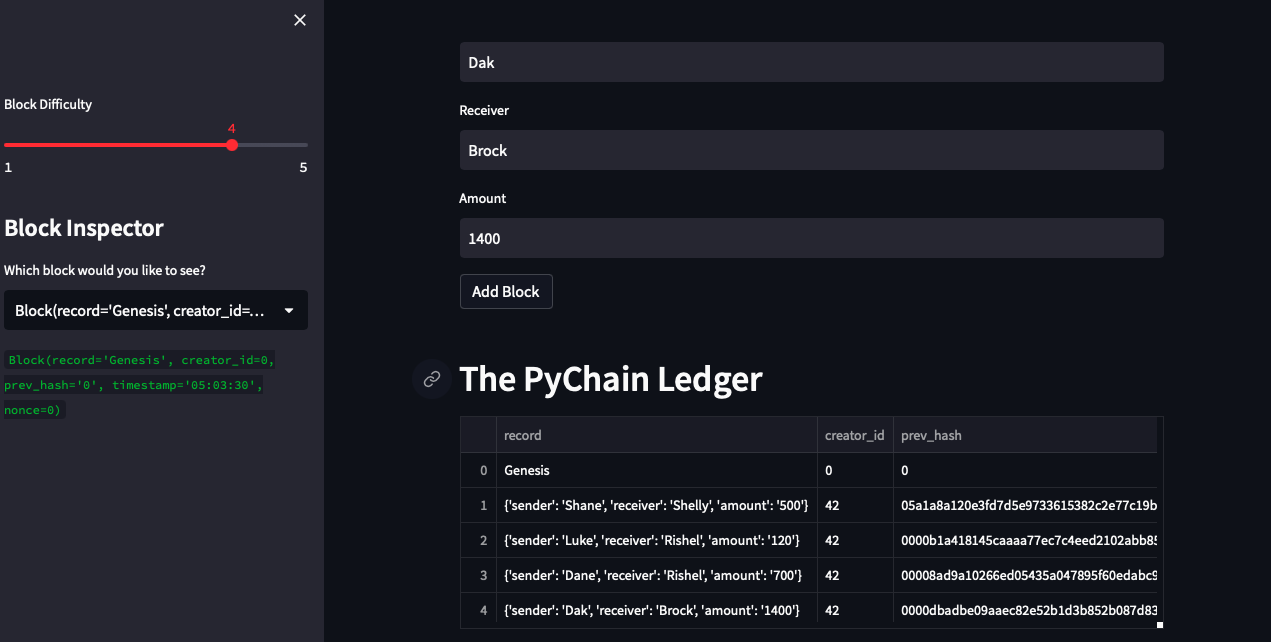 Block Difficulty
4
1 5
Block Inspector
Which block would you like to see?
Block(record='Genesis', creator_id=...
Block(record='Genesis', creator_id=0,
prev_hash='0', timestamp='05:03:30',
nonce=0)
Dak
Receiver
Brock
Amount
1400
Add Block
The PyChain Ledger
record creator_id prev_hash
0 Genesis 0 0
1 {'sender': 'Shane', 'receiver': 'Shelly', 'amount': '500'} 42 05a1a8a120e3fd7d5e9733615382c2e77c19b
2 {'sender': 'Luke', 'receiver': 'Rishel', 'amount': '120'} 42 0000b1a418145caaaa77ec7c4eed2102abb85
3 {'sender': 'Dane', 'receiver': 'Rishel', 'amount': '700'} 42 00008ad9a10266ed05435a047895f60edabc9
4 {'sender': 'Dak', 'receiver': 'Brock', 'amount': '1400'} 42 0000dbadbe09aaec82e52b1d3b852b087d83